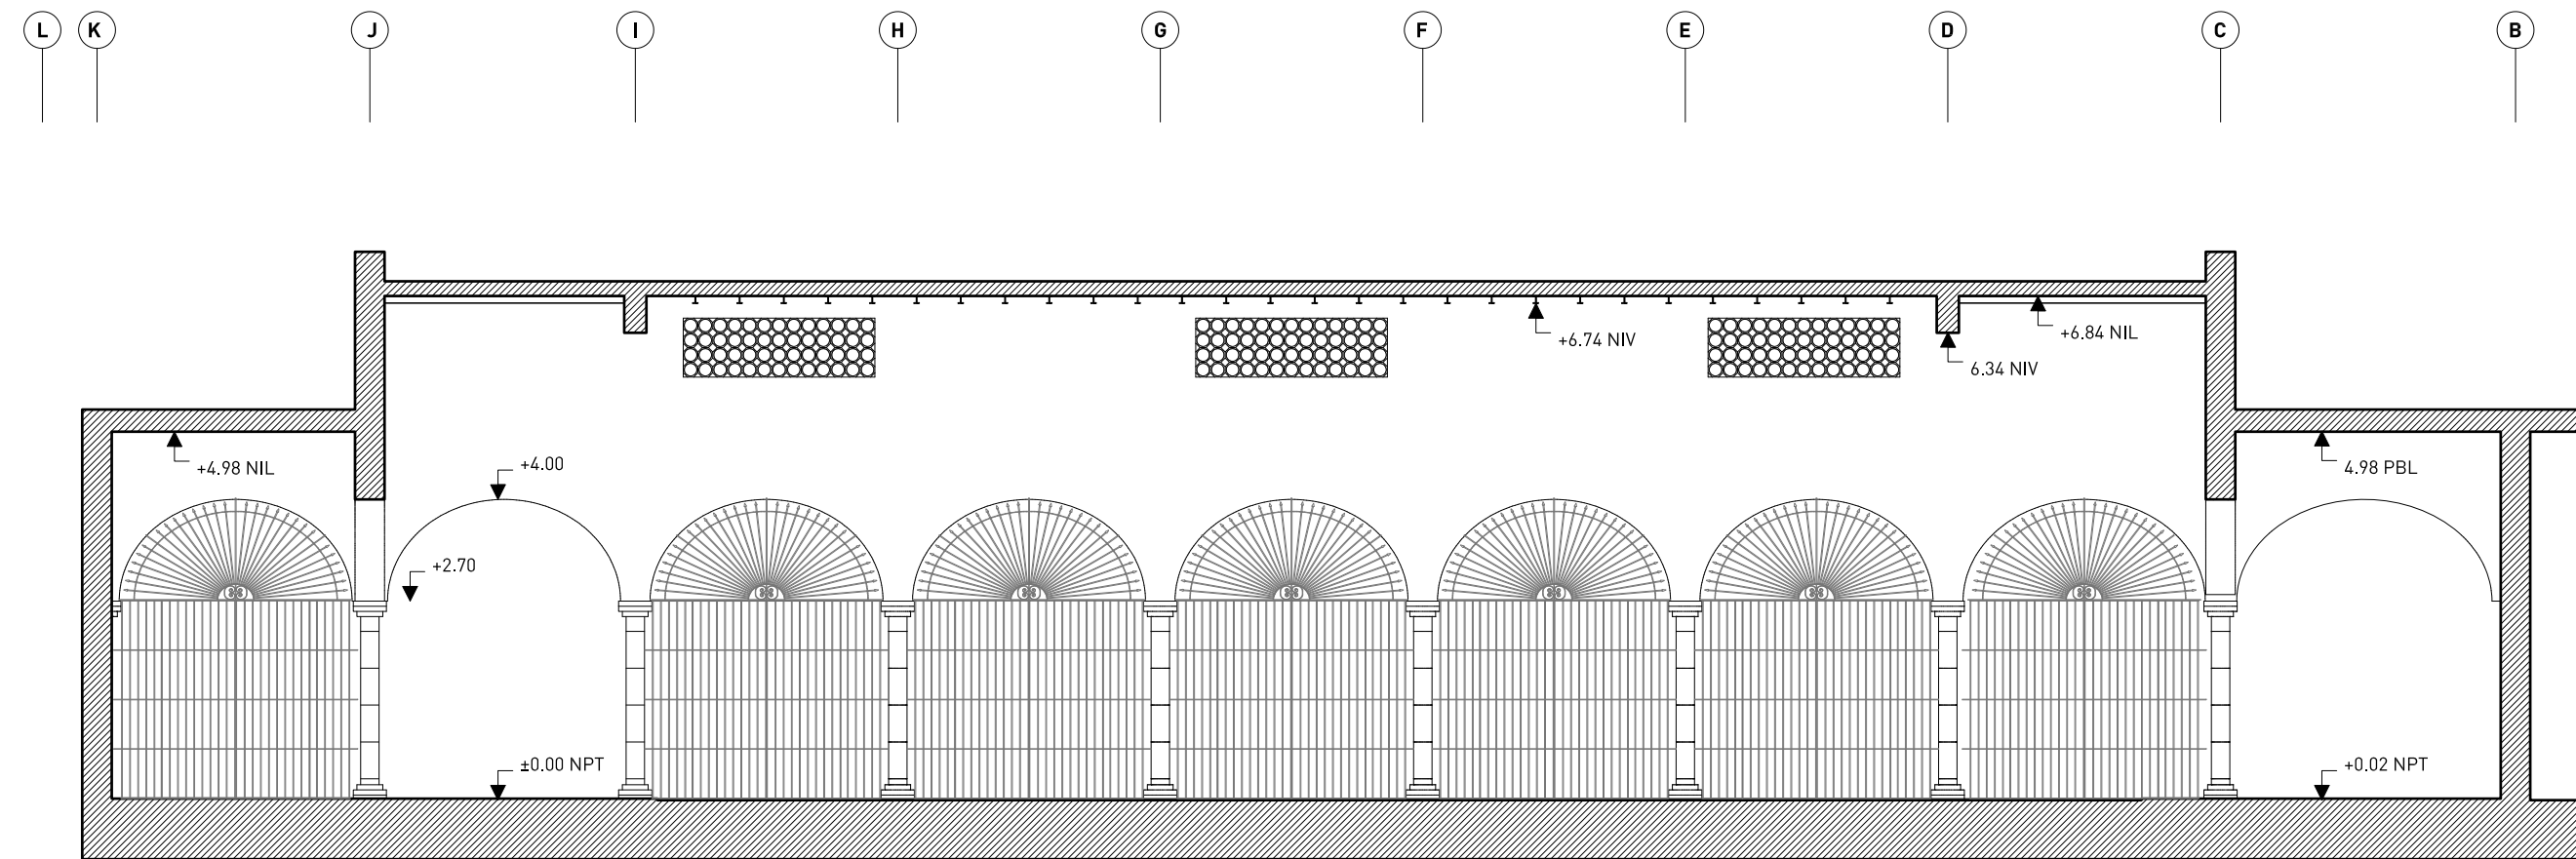 L K J I H G F E D C B
+6.74 NIV
+6.84 NIL
6.34 NIV
+4.98 NIL
+4.00
4.98 PBL
+2.70
±0.00 NPT
+0.02 NPT